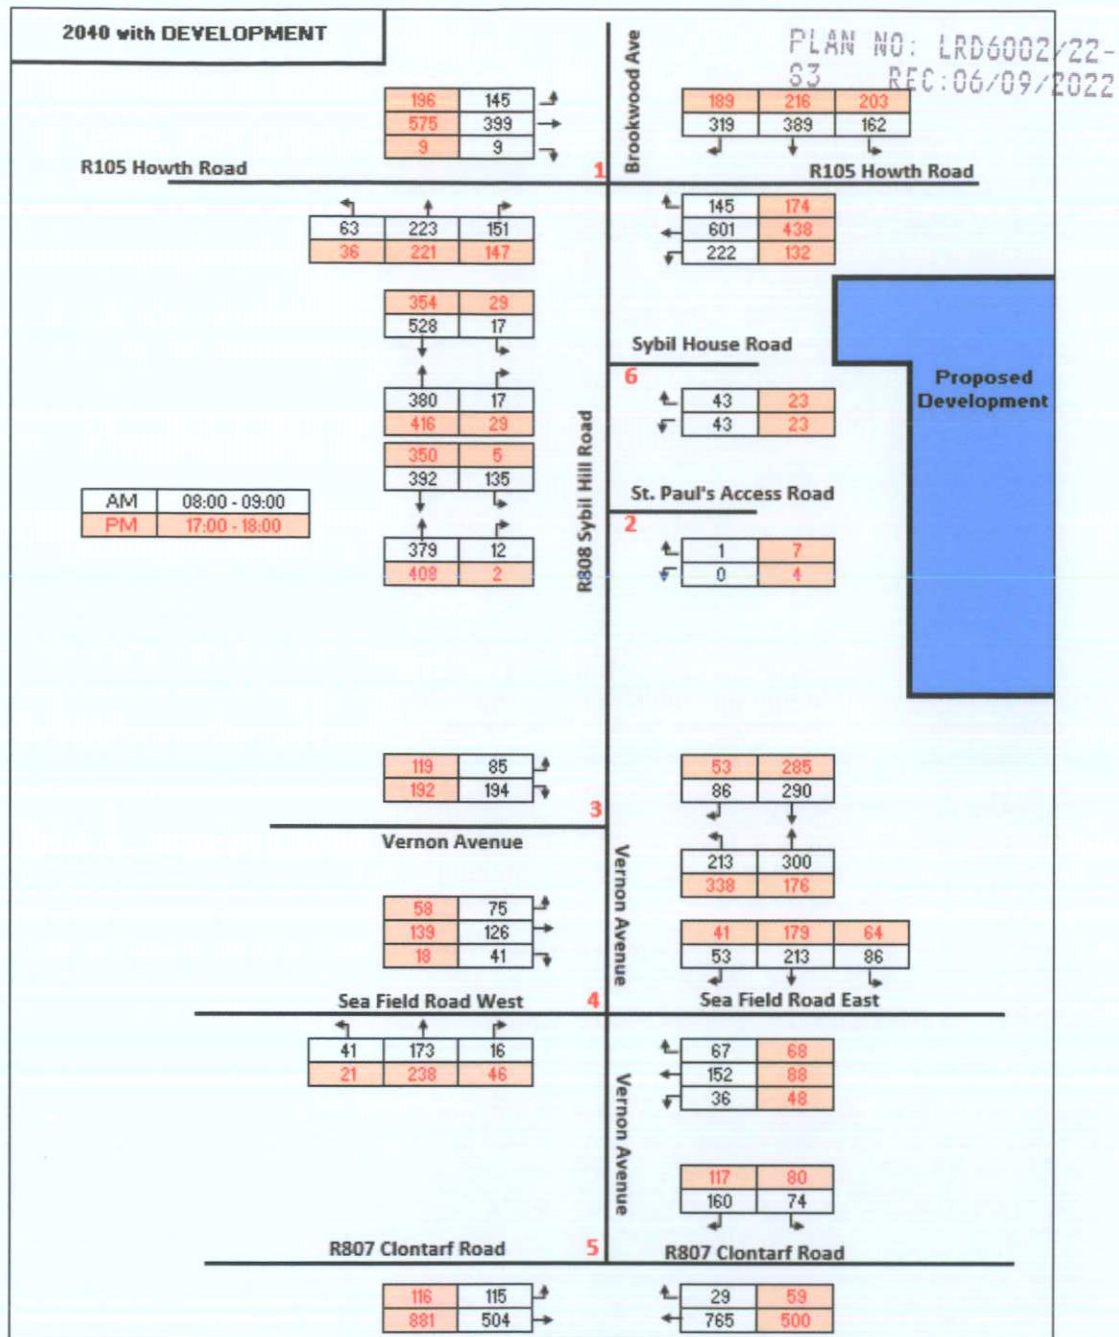 2040 with DEVELOPMENT
PLAN NO: LRD6002/22-
S3 REC:06/09/2022
Brookwood Ave
196 145
575 399
9 9
189 216 203
319 389 162
R105 Howth Road
1
R105 Howth Road
63 223 151
36 221 147
145 174
601 438
222 132
354 29
528 17
Sybil House Road
6
380 17
416 29
43 23
43 23
Proposed
Development
350 5
392 135
R808 Sybil Hill Road
St. Paul's Access Road
2
AM 08:00 - 09:00
PM 17:00 - 18:00
379 12
408 2
1 7
0 4
119 85
192 194
53 285
86 290
3
Vernon Avenue
Vernon Avenue
213 300
338 176
58 75
139 126
18 41
41 179 64
53 213 86
Sea Field Road West
4
Sea Field Road East
41 173 16
21 238 46
67 68
152 88
36 48
Vernon Avenue
117 80
160 74
R807 Clontarf Road
5
R807 Clontarf Road
116 115
881 504
29 59
765 500